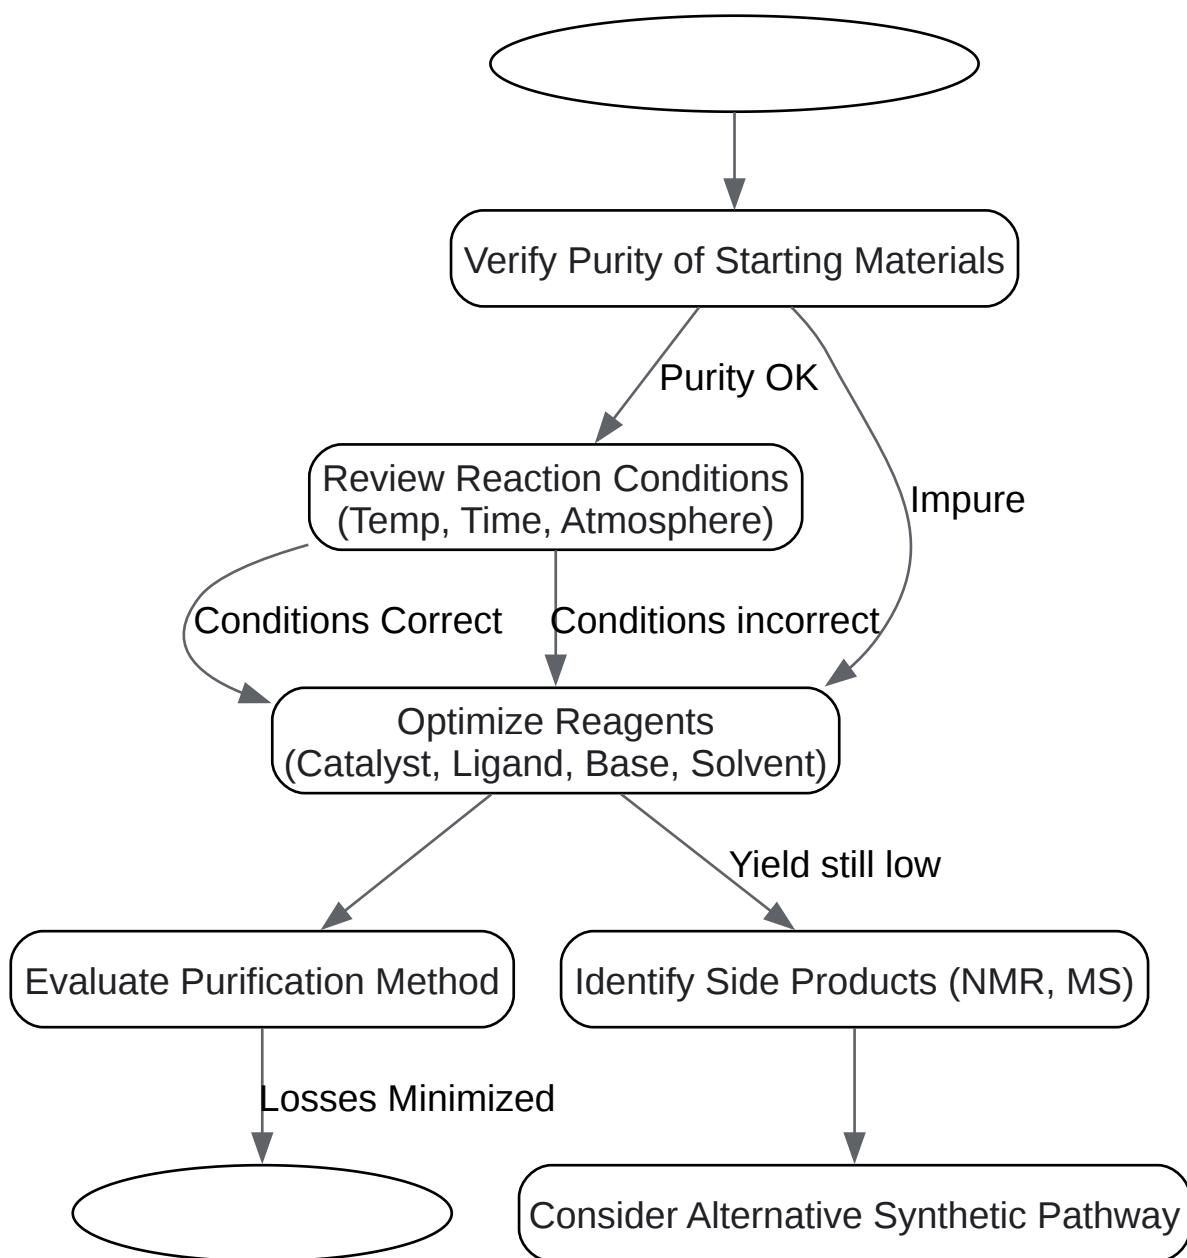 Verify Purity of Starting Materials
Purity OK
Review Reaction Conditions
(Temp, Time, Atmosphere)
Impure
Conditions Correct
Conditions incorrect
Optimize Reagents
(Catalyst, Ligand, Base, Solvent)
Yield still low
Evaluate Purification Method
Identify Side Products (NMR, MS)
Losses Minimized
Consider Alternative Synthetic Pathway